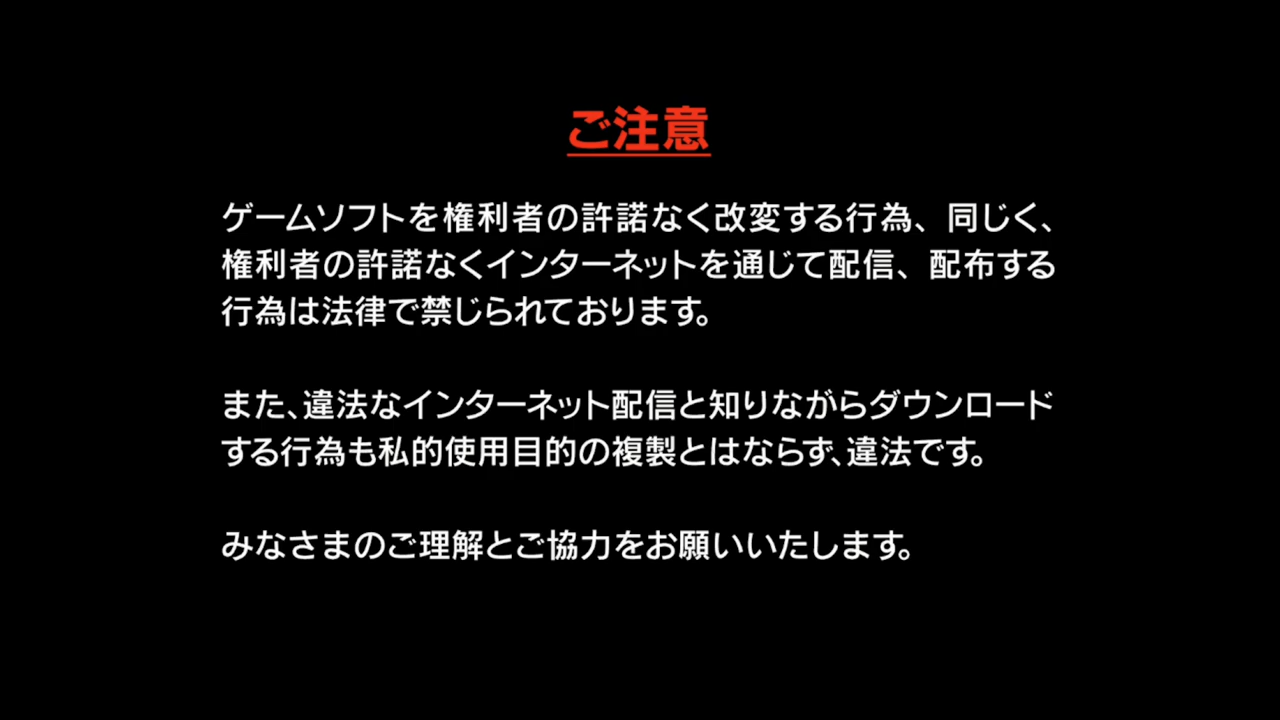 ご注意
ゲームソフトを権利者の許諾なく改変する行為、同じく、
権利者の許諾なくインターネットを通じて配信、配布する
行為は法律で禁じられております。
また、違法なインターネット配信と知りながらダウンロード
する行為も私的使用目的の複製とはならず、違法です。
みなさまのご理解とご協力をお願いいたします。